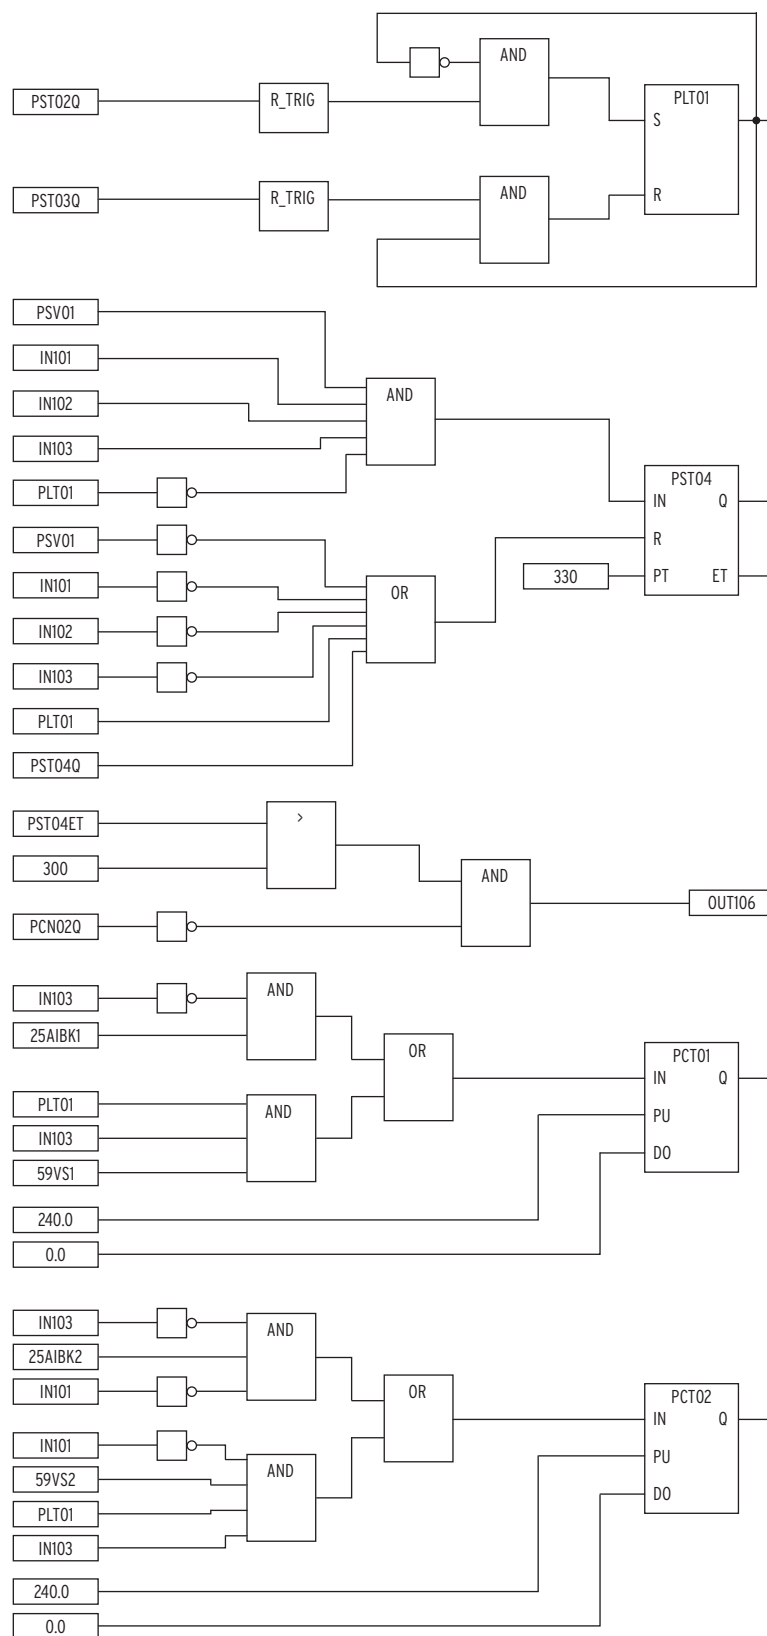 AND
PLT01
PST02Q
R_TRIG
S
AND
PST03Q
R_TRIG
R
PSV01
IN101
AND
IN102
IN103
PST04
PLT01
IN
Q
PSV01
R
330
PT
ET
IN101
OR
IN102
IN103
PLT01
PST04Q
PST04ET
>
300
AND
OUT106
PCN02Q
IN103
AND
25AIBK1
OR
PCT01
IN
Q
PLT01
AND
PU
IN103
DO
59VS1
240.0
0.0
IN103
AND
25AIBK2
OR
PCT02
IN101
IN
Q
IN101
PU
AND
59VS2
DO
PLT01
IN103
240.0
0.0